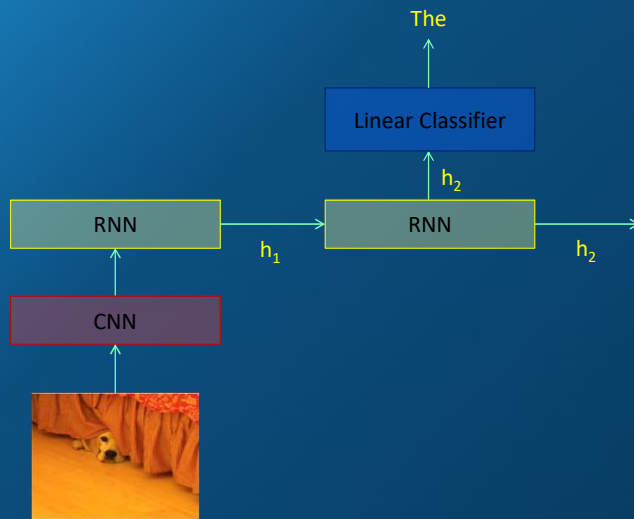 The
Linear Classifier
h₂
RNN
RNN
h₁
h₂
CNN